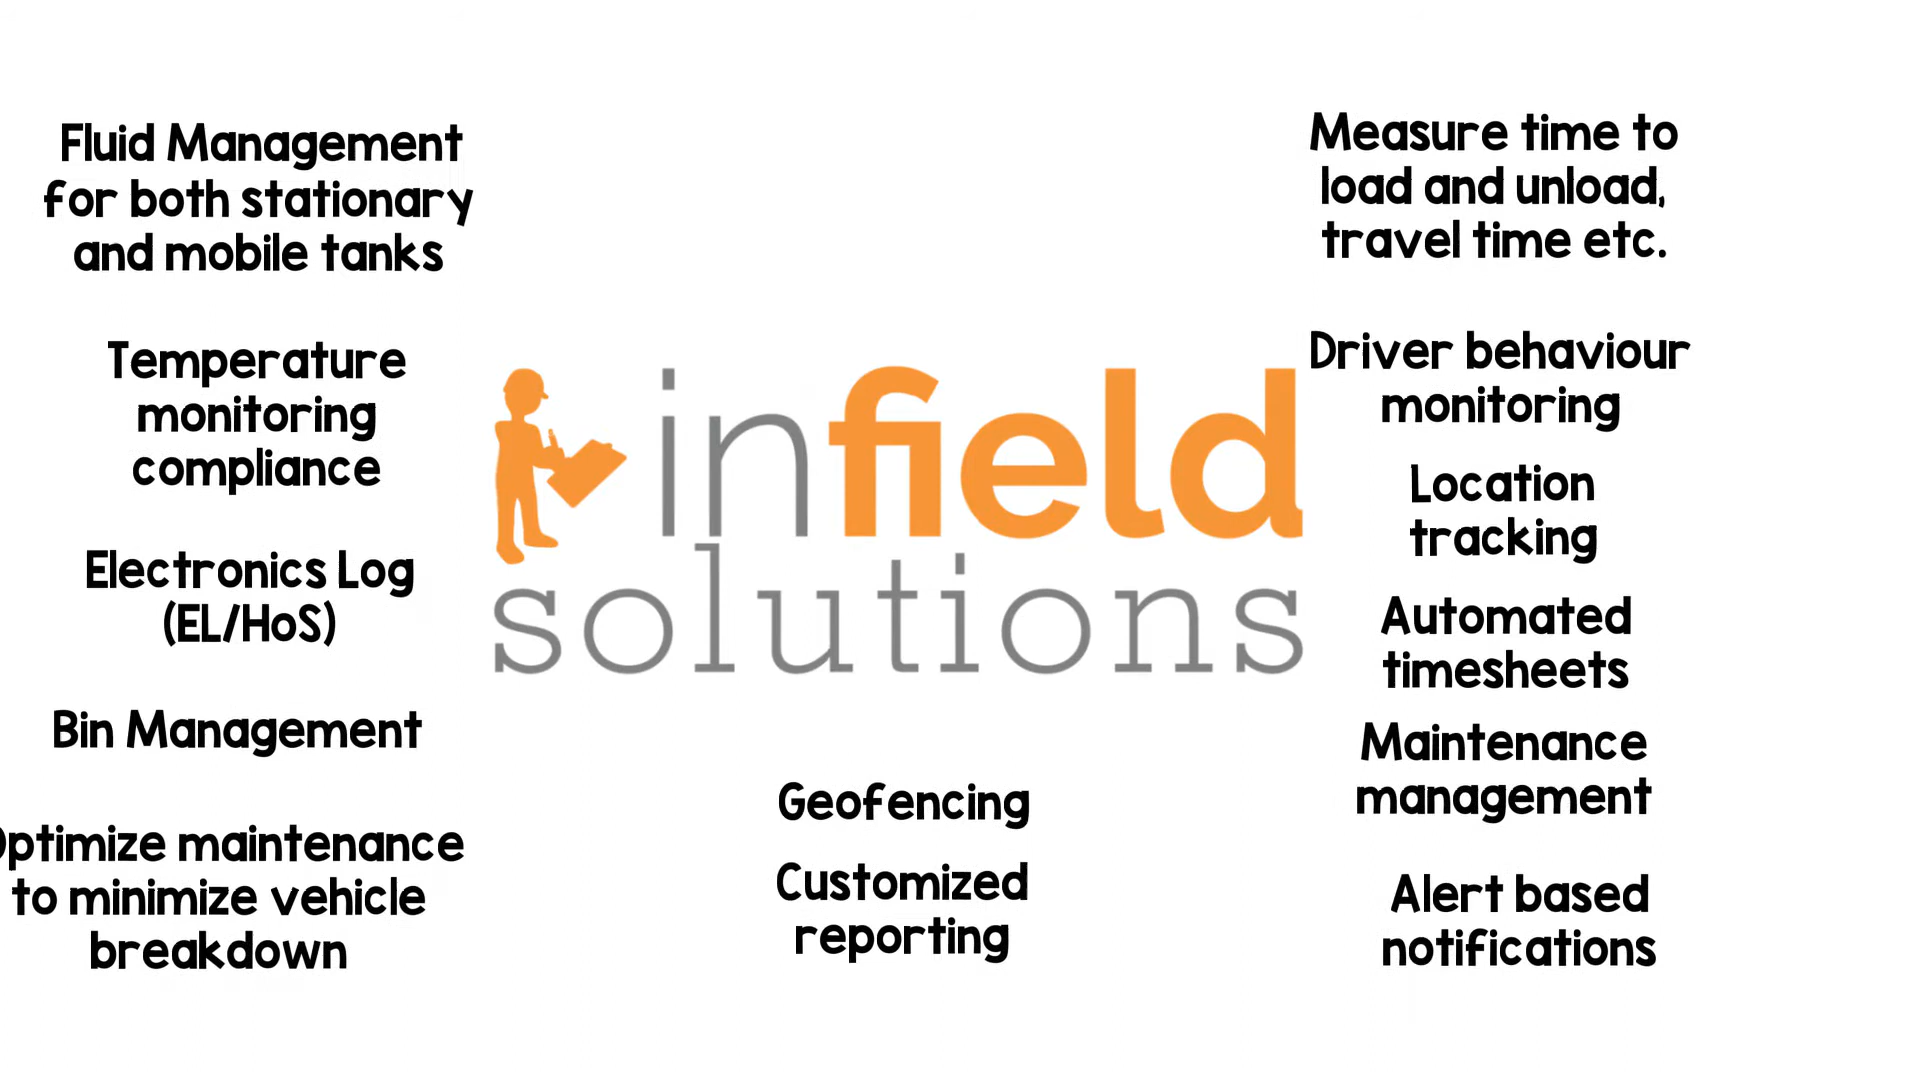 Fluid Management
for both stationary
and mobile tanks
Temperature
monitoring
compliance
Electronics Log
(EL/HoS)
Bin Management
Optimize maintenance
to minimize vehicle
breakdown
infield
solutions
Geofencing
Customized
reporting
Measure time to
load and unload,
travel time etc.
Driver behaviour
monitoring
Location
tracking
Automated
timesheets
Maintenance
management
Alert based
notifications